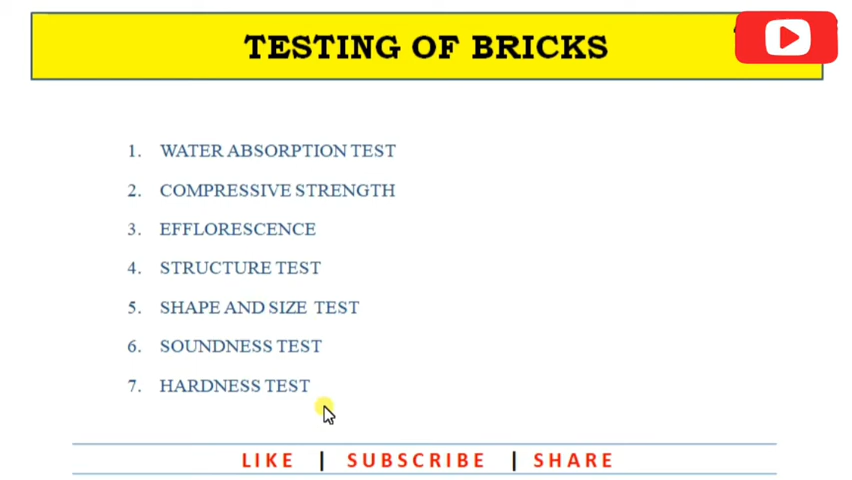 TESTING OF BRICKS
1. WATER ABSORPTION TEST
2. COMPRESSIVE STRENGTH
3. EFFLORESCENCE
4. STRUCTURE TEST
5. SHAPE AND SIZE TEST
6. SOUNDNESS TEST
7. HARDNESS TEST
LIKE | SUBSCRIBE | SHARE